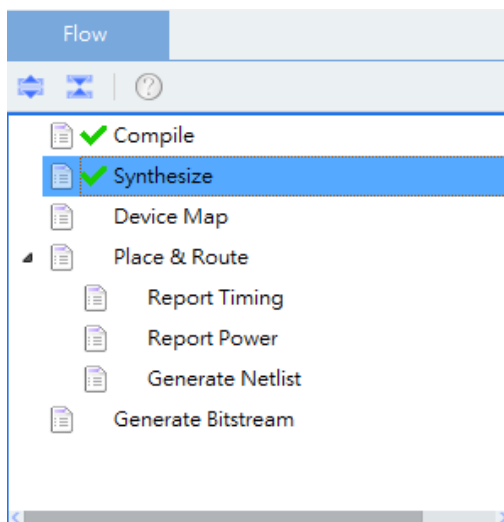 Flow
Compile
Synthesize
Device Map
Place & Route
Report Timing
Report Power
Generate Netlist
Generate Bitstream